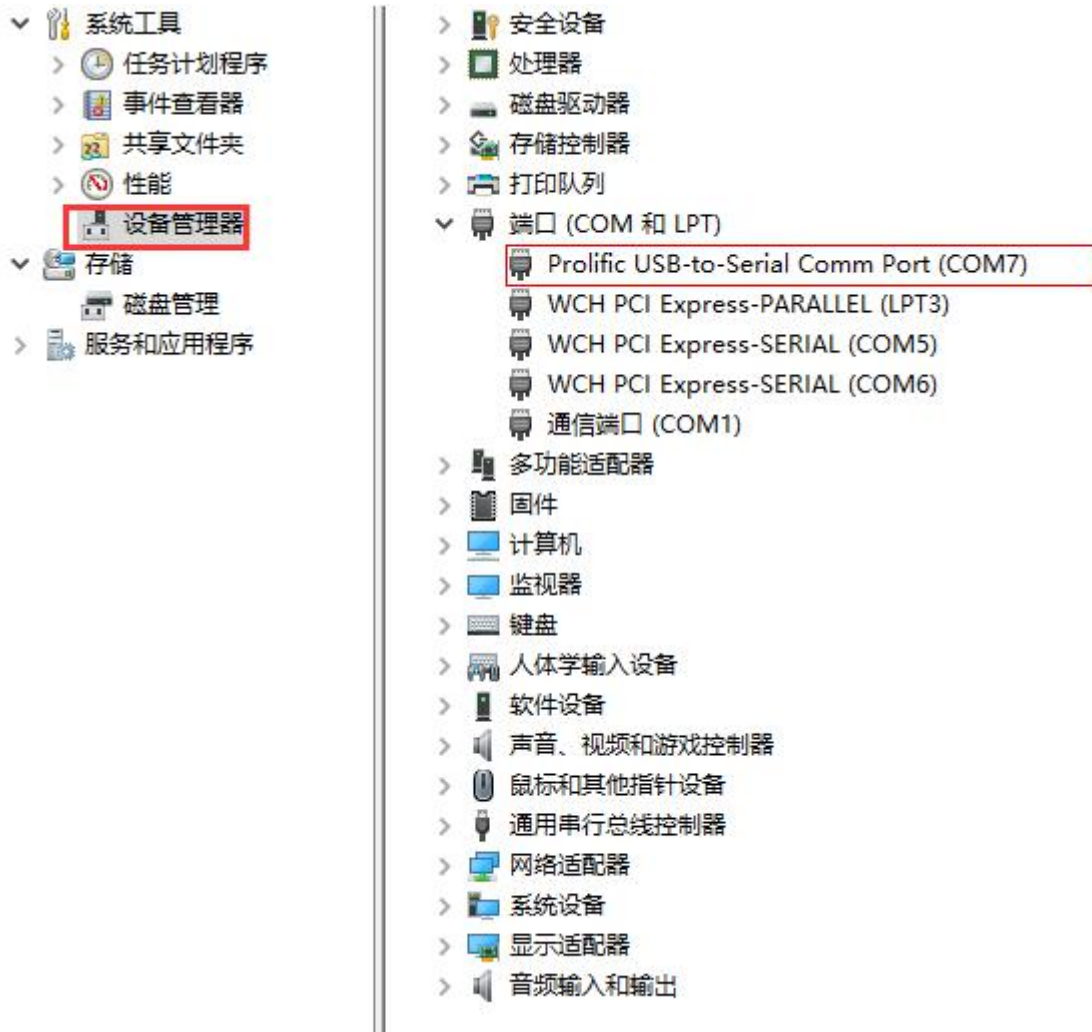 系统工具
任务计划程序
事件查看器
共享文件夹
性能
设备管理器
存储
磁盘管理
服务和应用程序
安全设备
处理器
磁盘驱动器
存储控制器
打印队列
端口 (COM 和 LPT)
Prolific USB-to-Serial Comm Port (COM7)
WCH PCI Express-PARALLEL (LPT3)
WCH PCI Express-SERIAL (COM5)
WCH PCI Express-SERIAL (COM6)
通信端口 (COM1)
多功能适配器
固件
计算机
监视器
键盘
人体学输入设备
软件设备
声音、视频和游戏控制器
鼠标和其他指针设备
通用串行总线控制器
网络适配器
系统设备
显示适配器
音频输入和输出